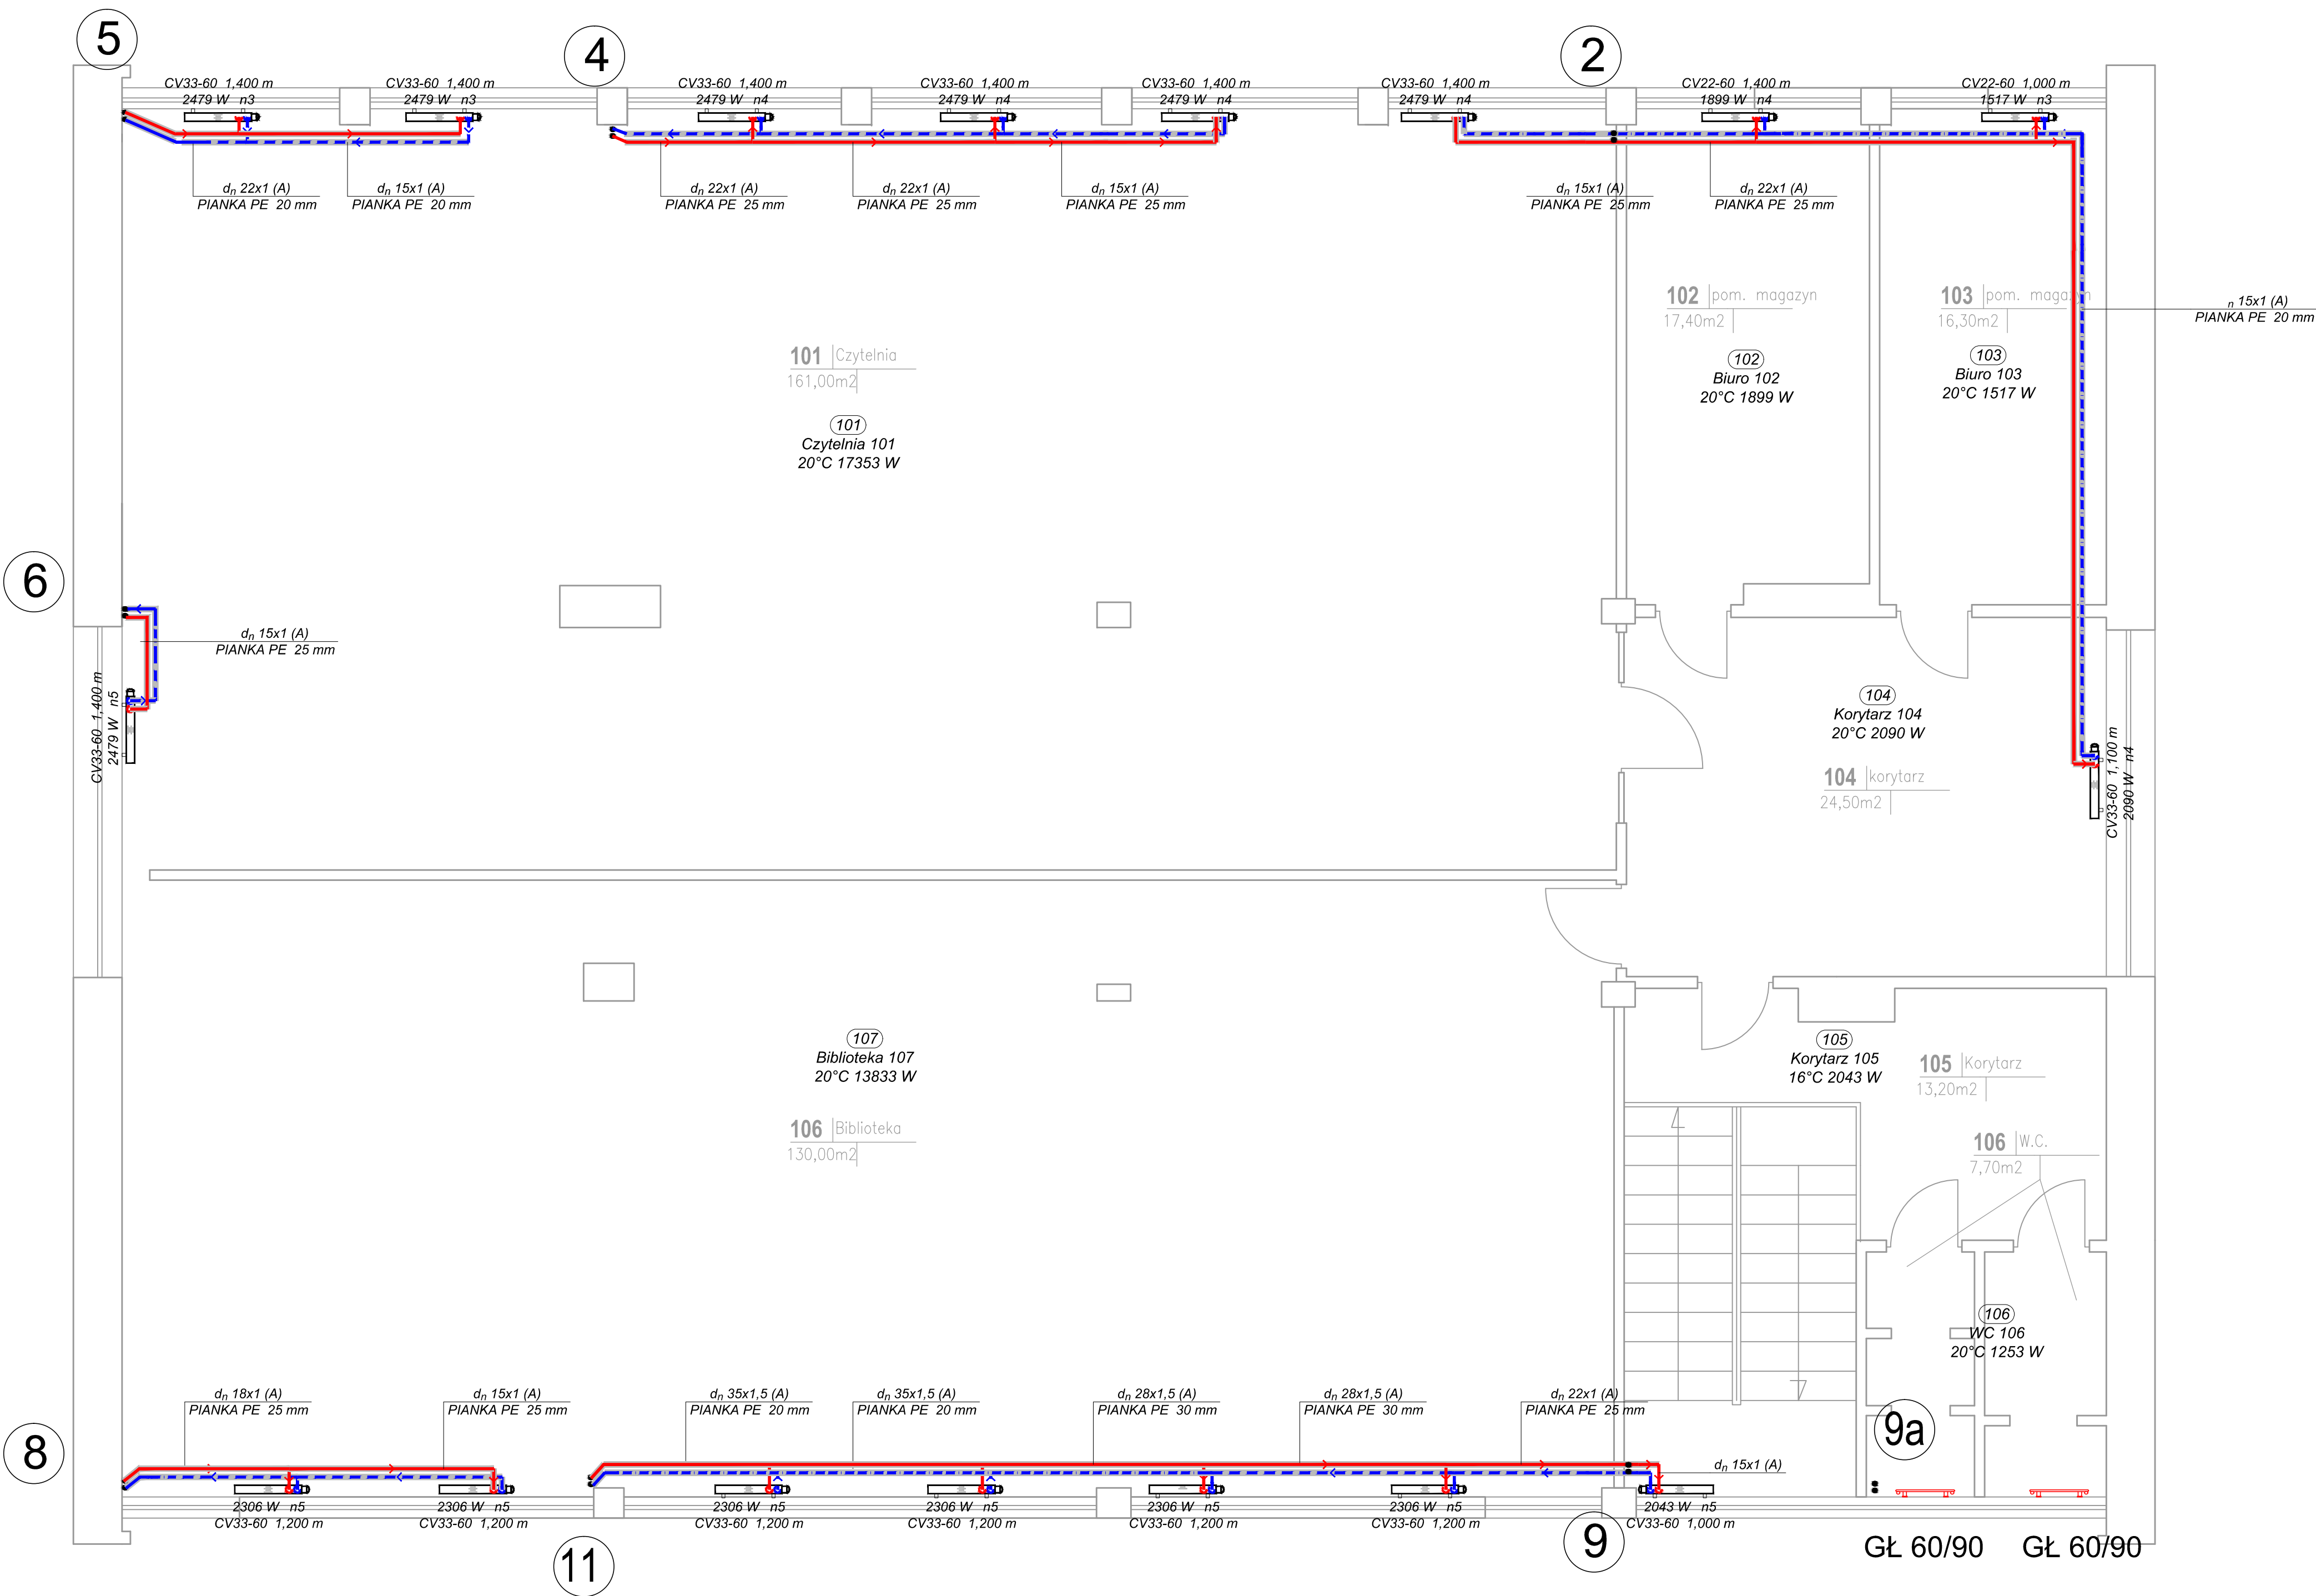 5
4
2
CV33-60 1,400 m
2479 W n3
CV33-60 1,400 m
2479 W n3
CV33-60 1,400 m
2479 W n4
CV33-60 1,400 m
2479 W n4
CV33-60 1,400 m
2479 W n4
CV33-60 1,400 m
2479 W n4
CV22-60 1,400 m
1899 W n4
CV22-60 1,000 m
1517 W n3
dn 22x1 (A)
PIANKA PE 20 mm
dn 15x1 (A)
PIANKA PE 20 mm
dn 22x1 (A)
PIANKA PE 25 mm
dn 22x1 (A)
PIANKA PE 25 mm
dn 15x1 (A)
PIANKA PE 25 mm
dn 15x1 (A)
PIANKA PE 25 mm
dn 22x1 (A)
PIANKA PE 25 mm
n 15x1 (A)
PIANKA PE 20 mm
101 Czytelnia
161,00m2
101
Czytelnia 101
20°C 17353 W
102 pom. magazyn
17,40m2
102
Biuro 102
20°C 1899 W
103 pom. magazyn
16,30m2
103
Biuro 103
20°C 1517 W
6
dn 15x1 (A)
PIANKA PE 25 mm
CV33-60 1,400 m
2479 W n5
104
Korytarz 104
20°C 2090 W
104 korytarz
24,50m2
CV33-60 1,100 m
2090 W n4
107
Biblioteka 107
20°C 13833 W
106 Biblioteka
130,00m2
105
Korytarz 105
16°C 2043 W
105 Korytarz
13,20m2
106 W.C.
7,70m2
106
WC 106
20°C 1253 W
8
dn 18x1 (A)
PIANKA PE 25 mm
dn 15x1 (A)
PIANKA PE 25 mm
dn 35x1,5 (A)
PIANKA PE 20 mm
dn 35x1,5 (A)
PIANKA PE 20 mm
dn 28x1,5 (A)
PIANKA PE 30 mm
dn 28x1,5 (A)
PIANKA PE 30 mm
dn 22x1 (A)
PIANKA PE 25 mm
9a
dn 15x1 (A)
2306 W n5
CV33-60 1,200 m
2306 W n5
CV33-60 1,200 m
2306 W n5
CV33-60 1,200 m
2306 W n5
CV33-60 1,200 m
2306 W n5
CV33-60 1,200 m
2306 W n5
CV33-60 1,200 m
2043 W n5
CV33-60 1,000 m
11
9
GŁ 60/90
GŁ 60/90